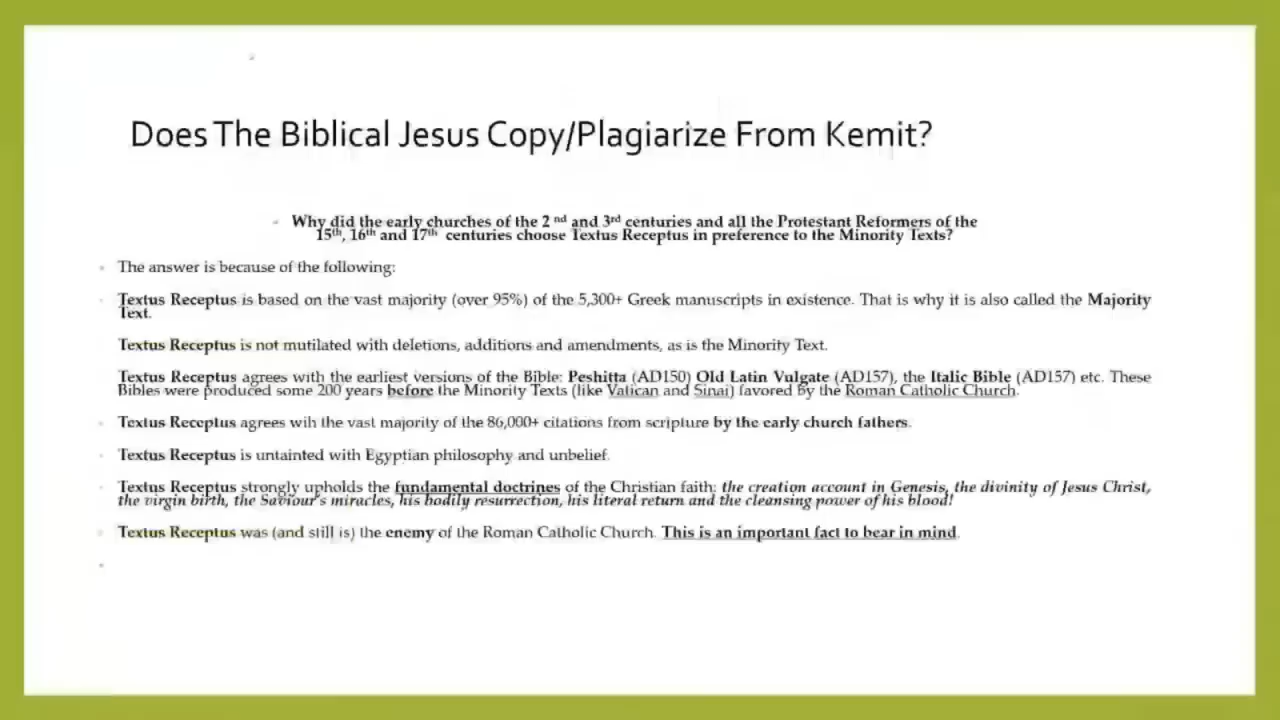 Does The Biblical Jesus Copy/Plagiarize From Kemit?
Why did the early churches of the 2 nd and 3rd centuries and all the Protestant Reformers of the
15th, 16th and 17th centuries choose Textus Receptus in preference to the Minority Texts?
The answer is because of the following:
Textus Receptus is based on the vast majority (over 95%) of the 5,300+ Greek manuscripts in existence. That is why it is also called the Majority
Text.
Textus Receptus is not mutilated with deletions, additions and amendments, as is the Minority Text.
Textus Receptus agrees with the earliest versions of the Bible: Peshitta (AD150) Old Latin Vulgate (AD157), the Italic Bible (AD157) etc. These
Bibles were produced some 200 years before the Minority Texts (like Vatican and Sinai) favored by the Roman Catholic Church.
Textus Receptus agrees wih the vast majority of the 86,000+ citations from scripture by the early church fathers.
Textus Receptus is untainted with Egyptian philosophy and unbelief.
Textus Receptus strongly upholds the fundamental doctrines of the Christian faith: the creation account in Genesis, the divinity of Jesus Christ,
the virgin birth, the Saviour's miracles, his bodily resurrection, his literal return and the cleansing power of his blood!
Textus Receptus was (and still is) the enemy of the Roman Catholic Church. This is an important fact to bear in mind.